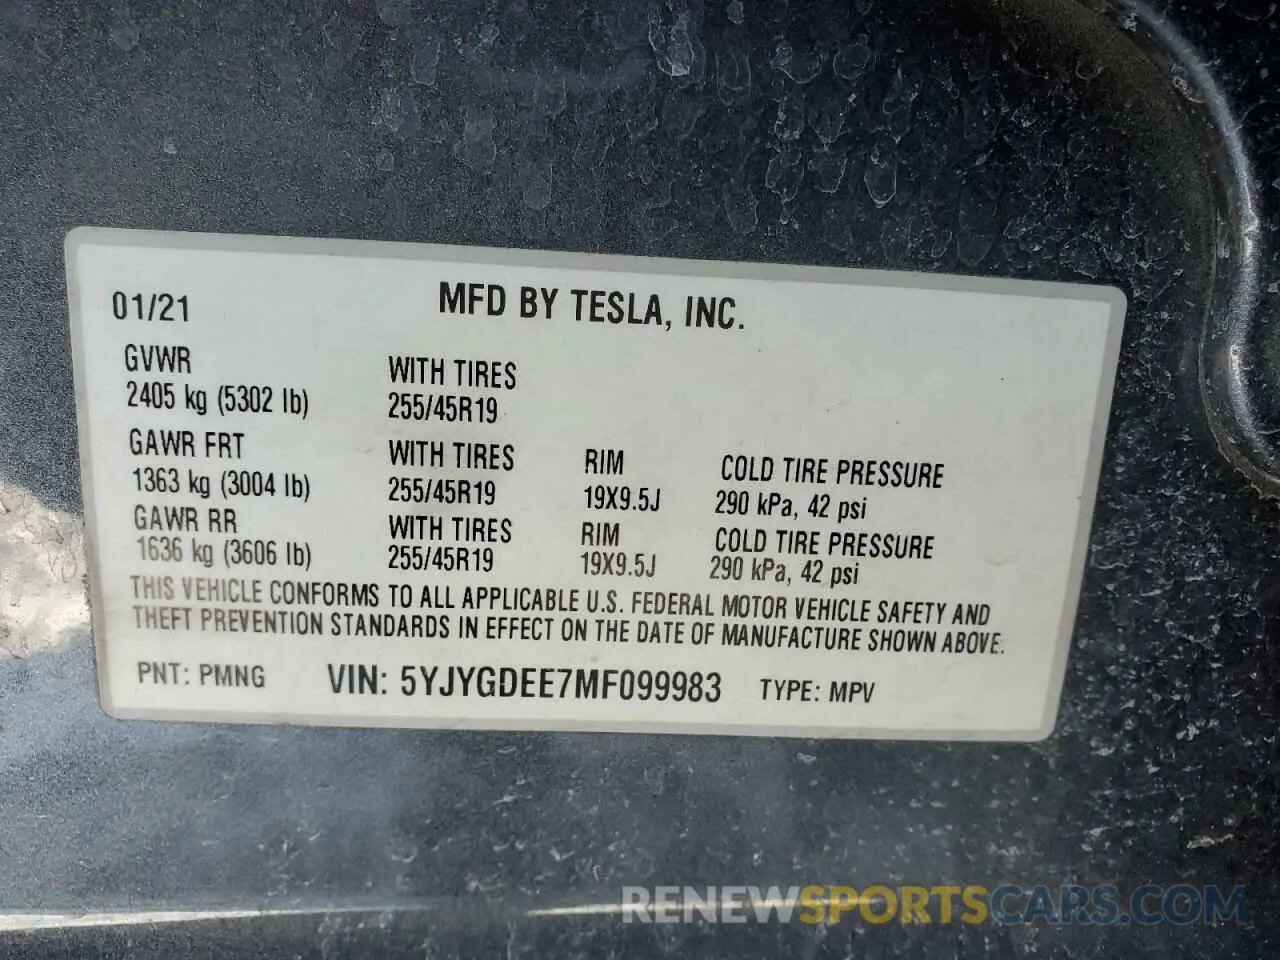 01/21 MFD BY TESLA, INC.
GVWR WITH TIRES
2405 kg (5302 lb) 255/45R19
GAWR FRT WITH TIRES RIM COLD TIRE PRESSURE
1363 kg (3004 lb) 255/45R19 19X9.5J 290 kPa, 42 psi
GAWR RR WITH TIRES RIM COLD TIRE PRESSURE
1636 kg (3606 lb) 255/45R19 19X9.5J 290 kPa, 42 psi
THIS VEHICLE CONFORMS TO ALL APPLICABLE U.S. FEDERAL MOTOR VEHICLE SAFETY AND
THEFT PREVENTION STANDARDS IN EFFECT ON THE DATE OF MANUFACTURE SHOWN ABOVE.
PNT: PMNG VIN: 5YJYGDEE7MF099983 TYPE: MPV
RENEWSPORTSCARS.COM